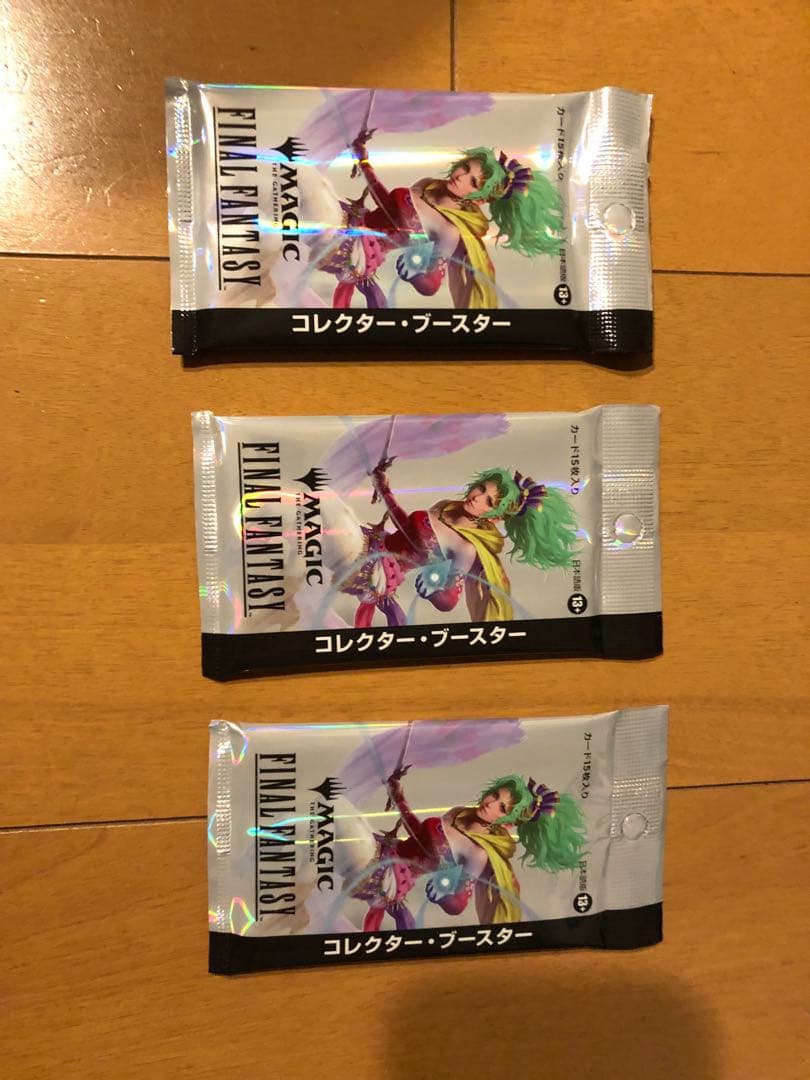 カード15枚入り
日本語版 13+
MAGIC
THE GATHERING
FINAL FANTASY™
コレクター・ブースター
カード15枚入り
日本語版 13+
MAGIC
THE GATHERING
FINAL FANTASY™
コレクター・ブースター
カード15枚入り
日本語版 13+
MAGIC
THE GATHERING
FINAL FANTASY
コレクター・ブースター